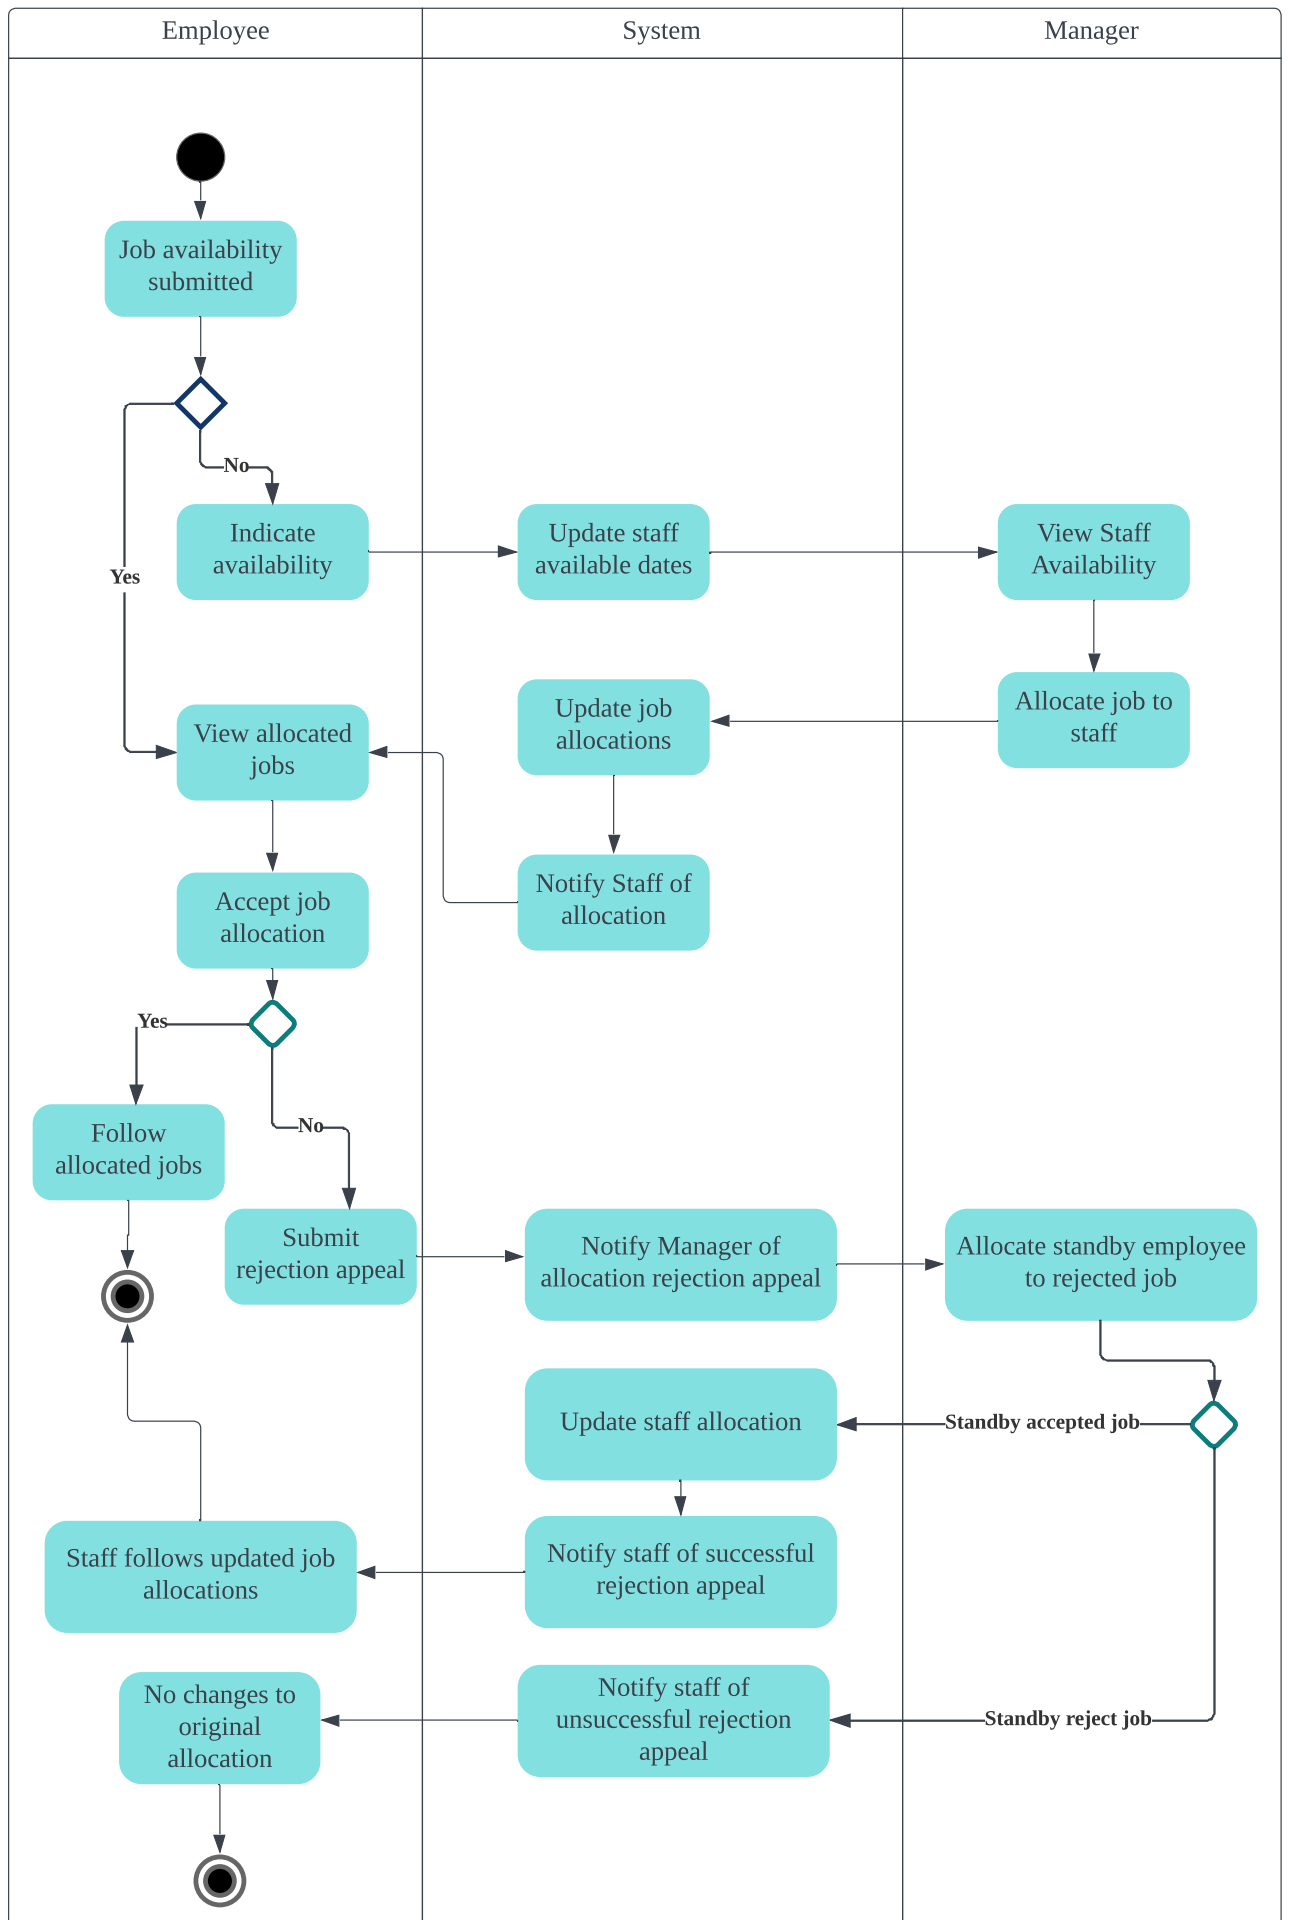 Employee
System
Manager
Job availability
submitted
No
Indicate
availability
Update staff
available dates
View Staff
Availability
Yes
View allocated
jobs
Update job
allocations
Allocate job to
staff
Accept job
allocation
Notify Staff of
allocation
Yes
No
Follow
allocated jobs
Submit
rejection appeal
Notify Manager of
allocation rejection appeal
Allocate standby employee
to rejected job
Update staff allocation
Standby accepted job
Staff follows updated job
allocations
Notify staff of successful
rejection appeal
No changes to
original
allocation
Notify staff of
unsuccessful rejection
appeal
Standby reject job